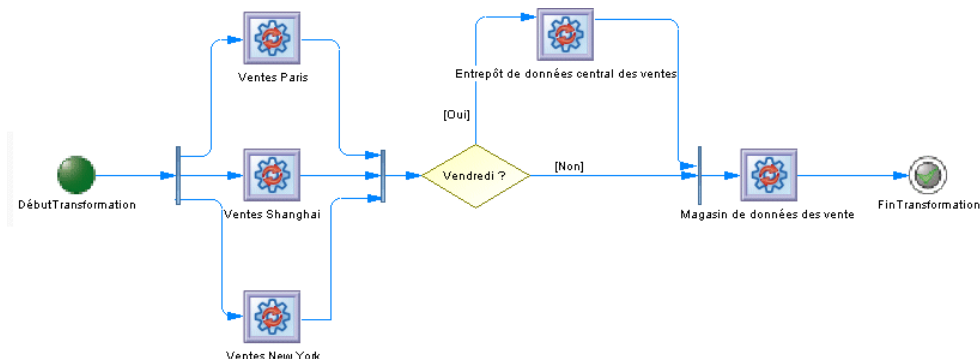 Ventes Paris
Entrepôt de données central des ventes
[Oui]
[Non]
Vendredi ?
DébutTransformation
Ventes Shanghai
Magasin de données des vente
FinTransformation
Ventes New York